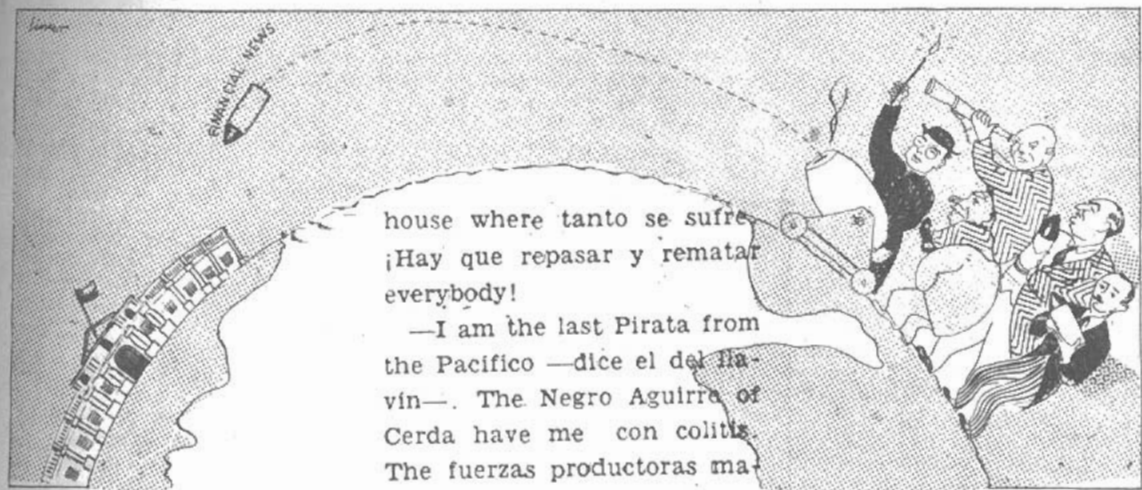 FINANCIAL NEWS
house where tanto se sufre
¡Hay que repasar y rematar
everybody!
—I am the last Pirata from
the Pacífico —dice el del lla-
vín—. The Negro Aguirre of
Cerda have me con colitis.
The fuerzas productoras ma-